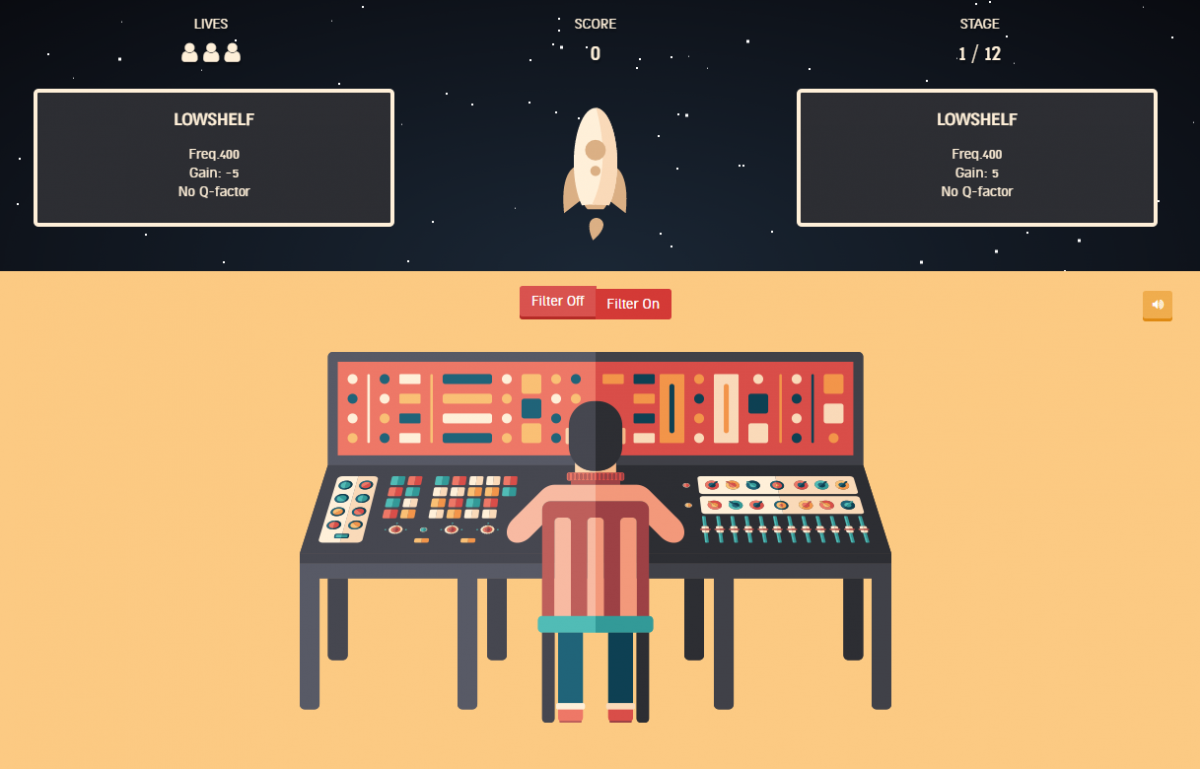 LIVES
SCORE
0
STAGE
1 / 12
LOWSHELF
Freq.400
Gain: -5
No Q-factor
LOWSHELF
Freq.400
Gain: 5
No Q-factor
Filter Off
Filter On